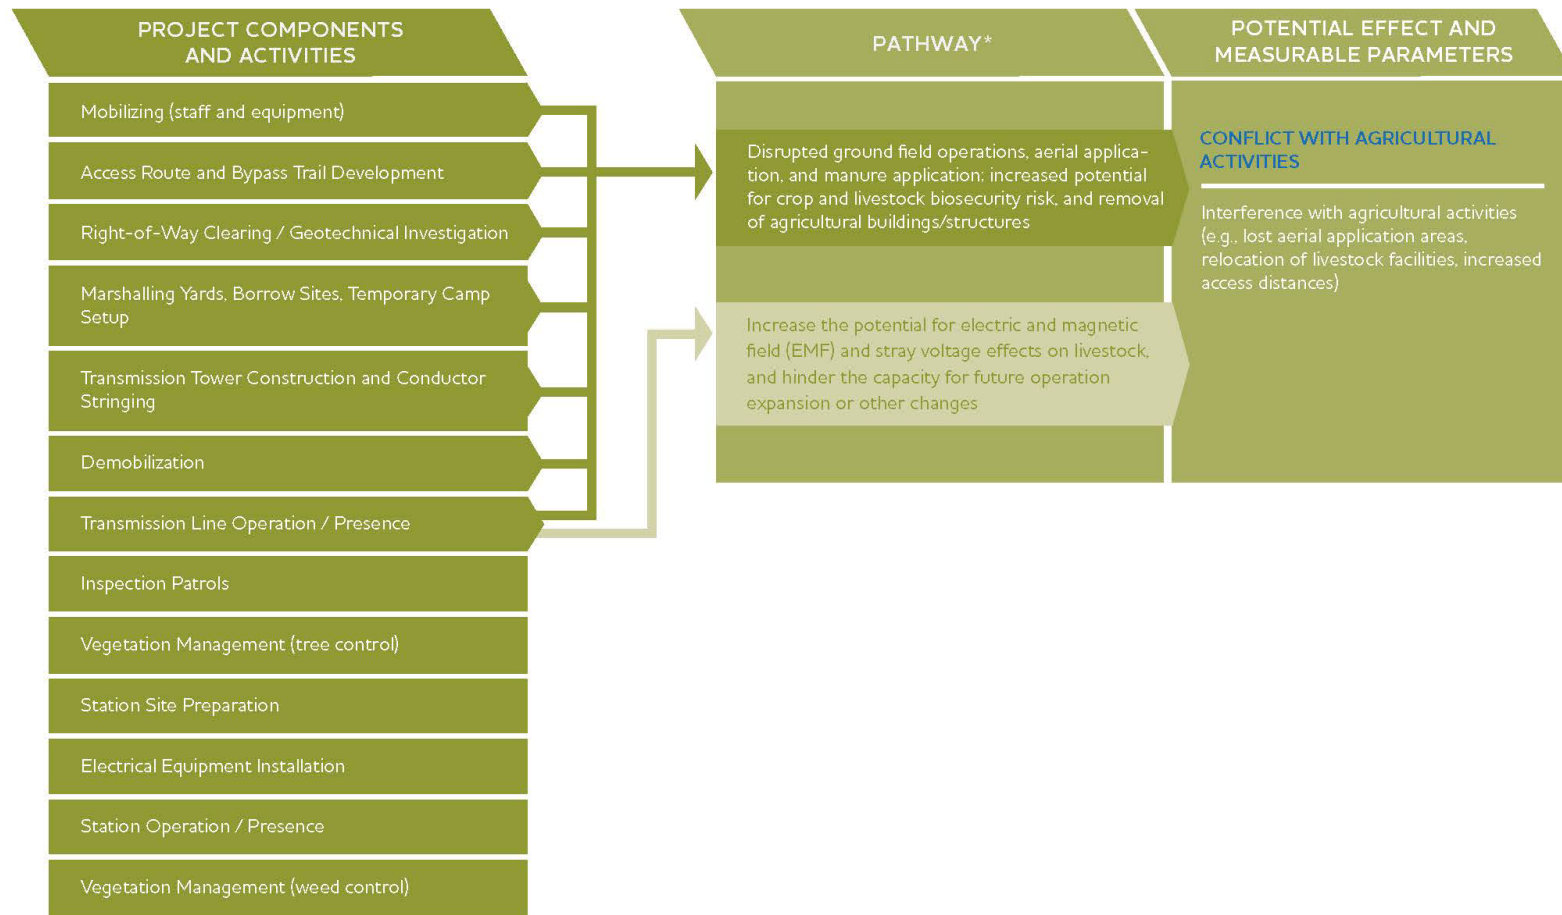 PROJECT COMPONENTS
AND ACTIVITIES
Mobilizing (staff and equipment)
Access Route and Bypass Trail Development
Right-of-Way Clearing / Geotechnical Investigation
Marshalling Yards, Borrow Sites, Temporary Camp
Setup
Transmission Tower Construction and Conductor
Stringing
Demobilization
Transmission Line Operation / Presence
Inspection Patrols
Vegetation Management (tree control)
Station Site Preparation
Electrical Equipment Installation
Station Operation / Presence
Vegetation Management (weed control)
PATHWAY*
Disrupted ground field operations, aerial applica-
tion, and manure application; increased potential
for crop and livestock biosecurity risk, and removal
of agricultural buildings/structures
Increase the potential for electric and magnetic
field (EMF) and stray voltage effects on livestock,
and hinder the capacity for future operation
expansion or other changes
POTENTIAL EFFECT AND
MEASURABLE PARAMETERS
CONFLICT WITH AGRICULTURAL
ACTIVITIES
Interference with agricultural activities
(e.g., lost aerial application areas,
relocation of livestock facilities, increased
access distances)